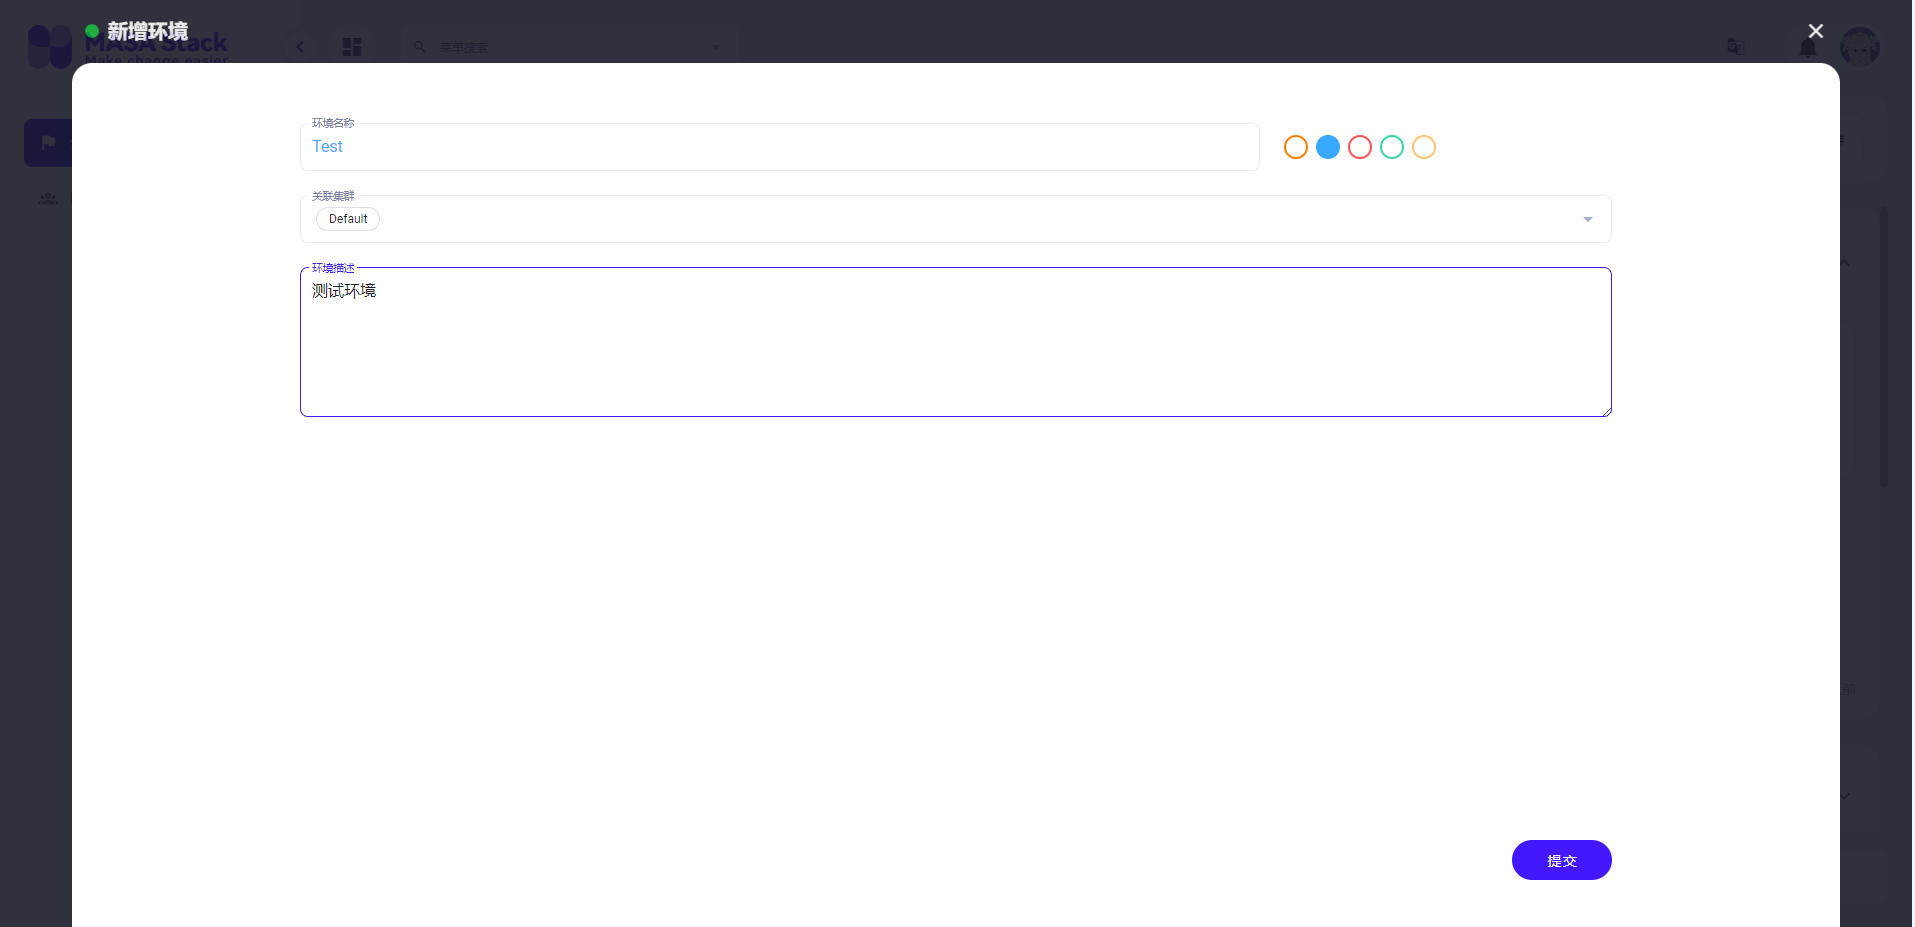 新增环境
MASA Stack
Make change easier
菜单搜索
环境名称
Test
关联集群
Default
环境描述
测试环境
提交